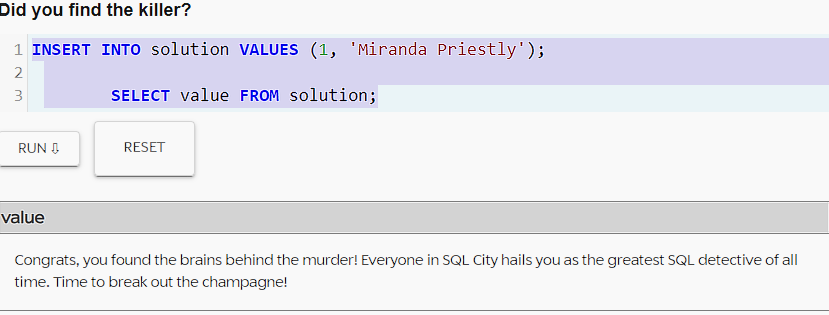 Did you find the killer?
1 INSERT INTO solution VALUES (1, 'Miranda Priestly');
2
3 SELECT value FROM solution;
RUN ⇩
RESET
value
Congrats, you found the brains behind the murder! Everyone in SQL City hails you as the greatest SQL detective of all
time. Time to break out the champagne!